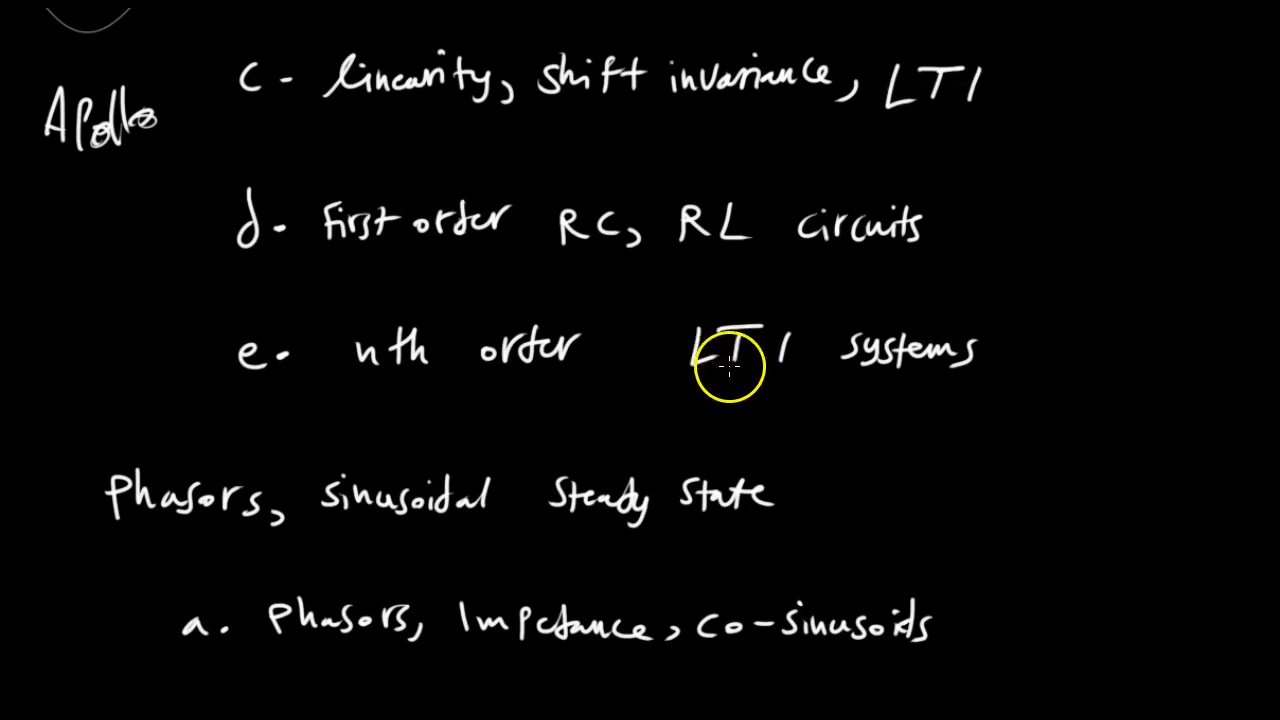 c - linearity, shift invariance, LTI
Apollo
d. First order RC, RL circuits
e. nth order LTI systems
Phasors, sinusoidal steady state
a. Phasors, Impetance, co-sinusoids